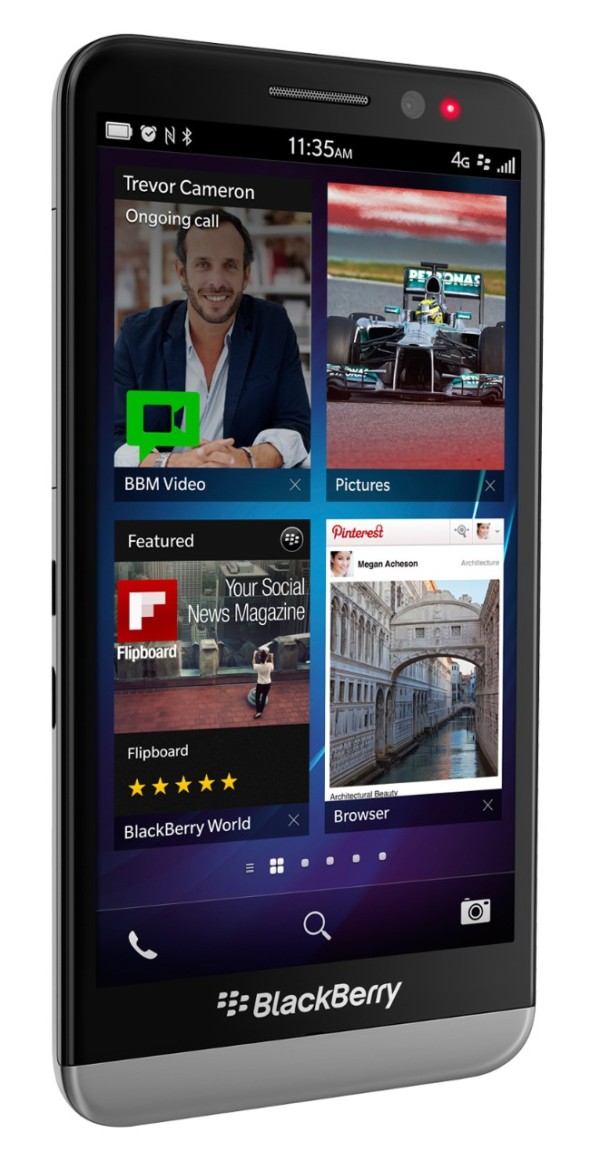 11:35AM
4G
Trevor Cameron
Ongoing call
BBM Video
PETRONAS
Pictures
Featured
Your Social
News Magazine
Flipboard
Flipboard
BlackBerry World
Pinterest
Megan Acheson
Architecture
Architectural Beauty
Browser
BlackBerry